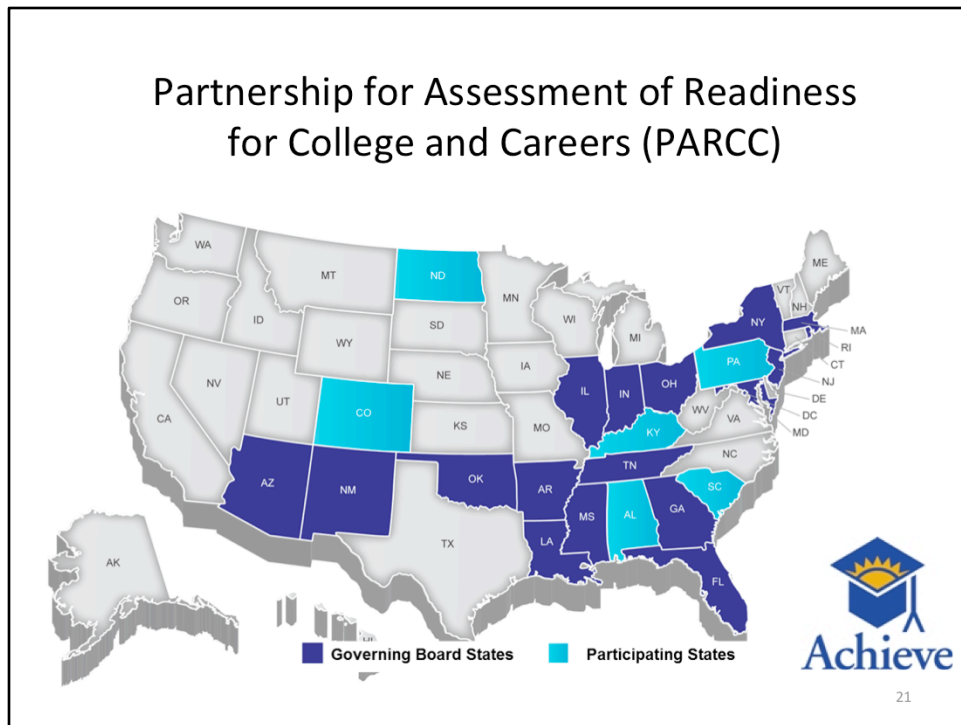 Partnership for Assessment of Readiness
for College and Careers (PARCC)
WA
MT
ND
MN
ME
VT
NH
OR
ID
SD
WI
MI
NY
MA
RI
CT
WY
NE
IA
PA
NJ
DE
DC
MD
NV
UT
CO
KS
MO
IL
IN
OH
WV
VA
KY
CA
NC
TN
AZ
NM
OK
AR
SC
MS
AL
GA
LA
TX
FL
AK
HI
Governing Board States
Participating States
Achieve
21